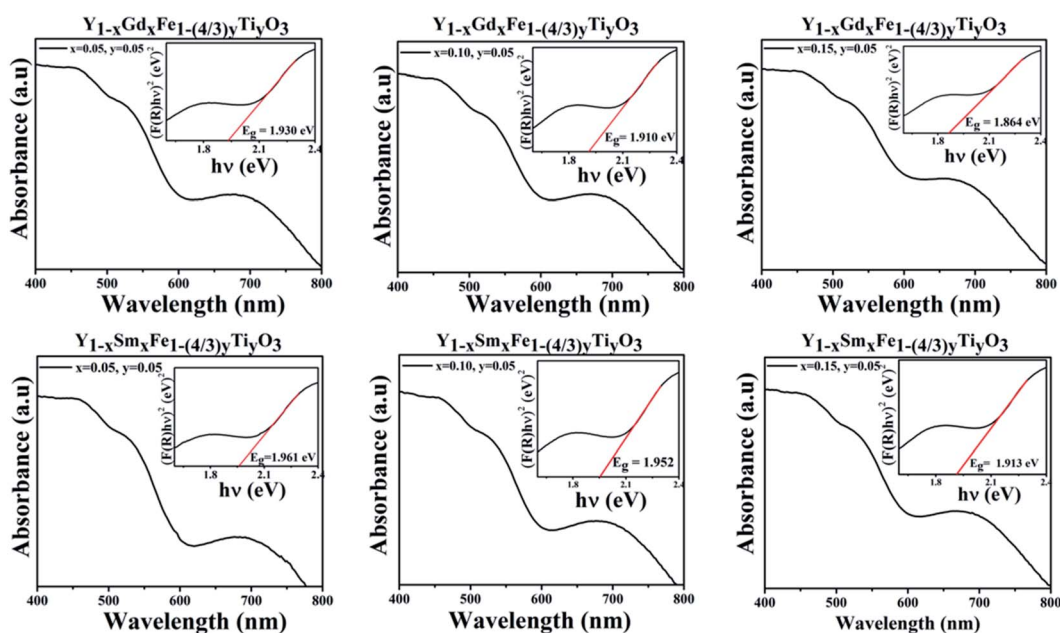 Y1-xGdxFe1-(4/3)yTiyO3
x=0.05, y=0.05
(F(R)hν)2 (eV)2
Eg = 1.930 eV
1.8 2.1 2.4
hν (eV)
Absorbance (a.u)
400 500 600 700 800
Wavelength (nm)
Y1-xGdxFe1-(4/3)yTiyO3
x=0.10, y=0.05
(F(R)hν)2 (eV)2
Eg = 1.910 eV
1.8 2.1 2.4
hν (eV)
Absorbance (a.u)
400 500 600 700 800
Wavelength (nm)
Y1-xGdxFe1-(4/3)yTiyO3
x=0.15, y=0.05
(F(R)hν)2 (eV)2
Eg = 1.864 eV
1.8 2.1 2.4
hν (eV)
Absorbance (a.u)
400 450 500 550 600 650 700 750 800
Wavelength (nm)
Y1-xSmxFe1-(4/3)yTiyO3
x=0.05, y=0.05
(F(R)hν)2 (eV)2
Eg=1.961 eV
1.8 2.1 2.4
hν (eV)
Absorbance (a.u)
400 500 600 700 800
Wavelength (nm)
Y1-xSmxFe1-(4/3)yTiyO3
x=0.10, y=0.05
(F(R)hν)2 (eV)2
Eg = 1.952
1.8 2.1 2.4
hν (eV)
Absorbance (a.u)
400 500 600 700 800
Wavelength (nm)
Y1-xSmxFe1-(4/3)yTiyO3
x=0.15, y=0.05
(F(R)hν)2 (eV)2
Eg = 1.913 eV
1.8 2.1 2.4
hν (eV)
Absorbance (a.u)
400 450 500 550 600 650 700 750 800
Wavelength (nm)